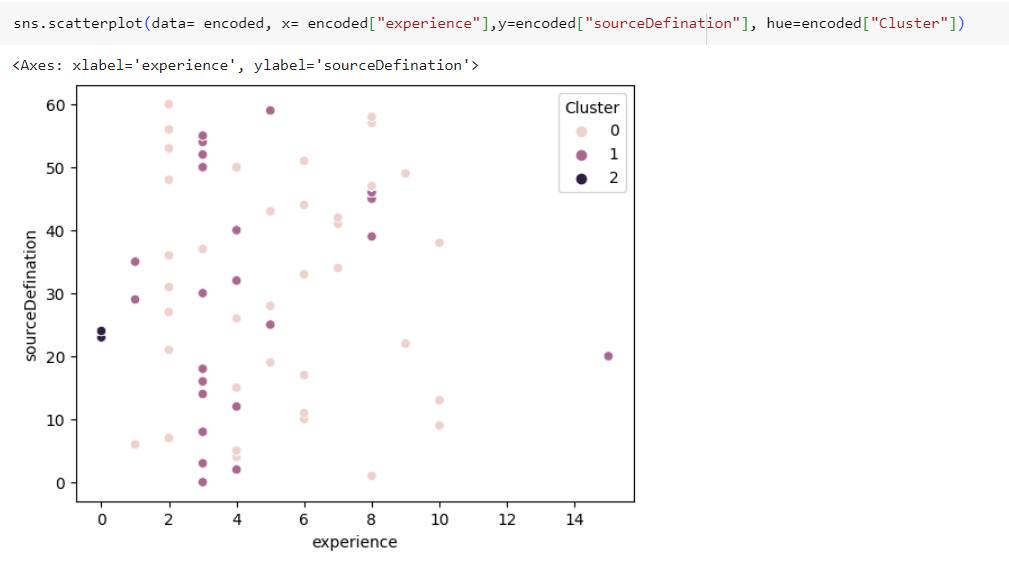 sns.scatterplot(data= encoded, x= encoded["experience"],y=encoded["sourceDefination"], hue=encoded["Cluster"])
<Axes: xlabel='experience', ylabel='sourceDefination'>
Cluster
0
1
2
60
50
40
30
20
10
0
sourceDefination
0 2 4 6 8 10 12 14
experience